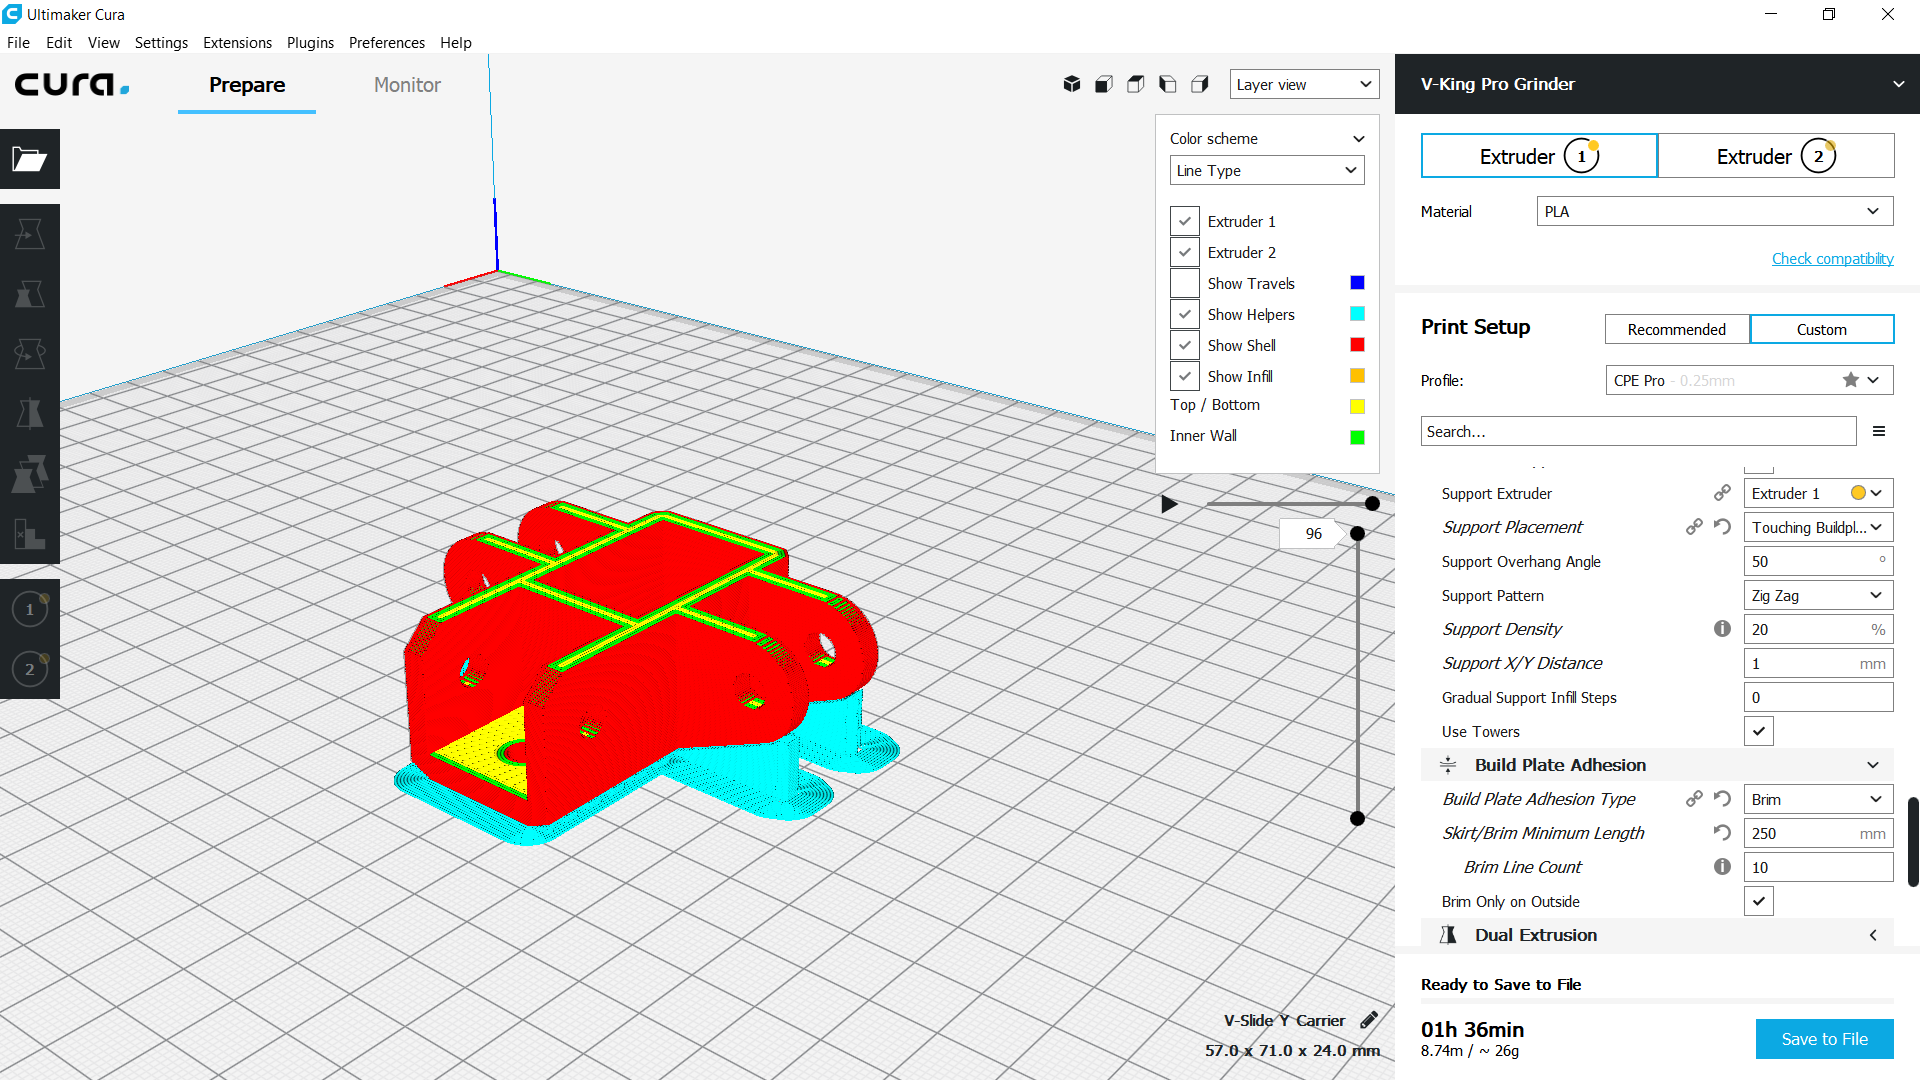 Ultimaker Cura
File Edit View Settings Extensions Plugins Preferences Help
cura.
Prepare
Monitor
Layer view
Color scheme
Line Type
Extruder 1
Extruder 2
Show Travels
Show Helpers
Show Shell
Show Infill
Top / Bottom
Inner Wall
96
1
2
V-Slide Y Carrier
57.0 x 71.0 x 24.0 mm
V-King Pro Grinder
Extruder 1
Extruder 2
Material PLA
Check compatibility
Print Setup Recommended Custom
Profile: CPE Pro - 0.25mm
Search...
Support Extruder Extruder 1
Support Placement Touching Buildpl...
Support Overhang Angle 50 °
Support Pattern Zig Zag
Support Density 20 %
Support X/Y Distance 1 mm
Gradual Support Infill Steps 0
Use Towers
Build Plate Adhesion
Build Plate Adhesion Type Brim
Skirt/Brim Minimum Length 250 mm
Brim Line Count 10
Brim Only on Outside
Dual Extrusion
Ready to Save to File
01h 36min
8.74m / ~ 26g
Save to File